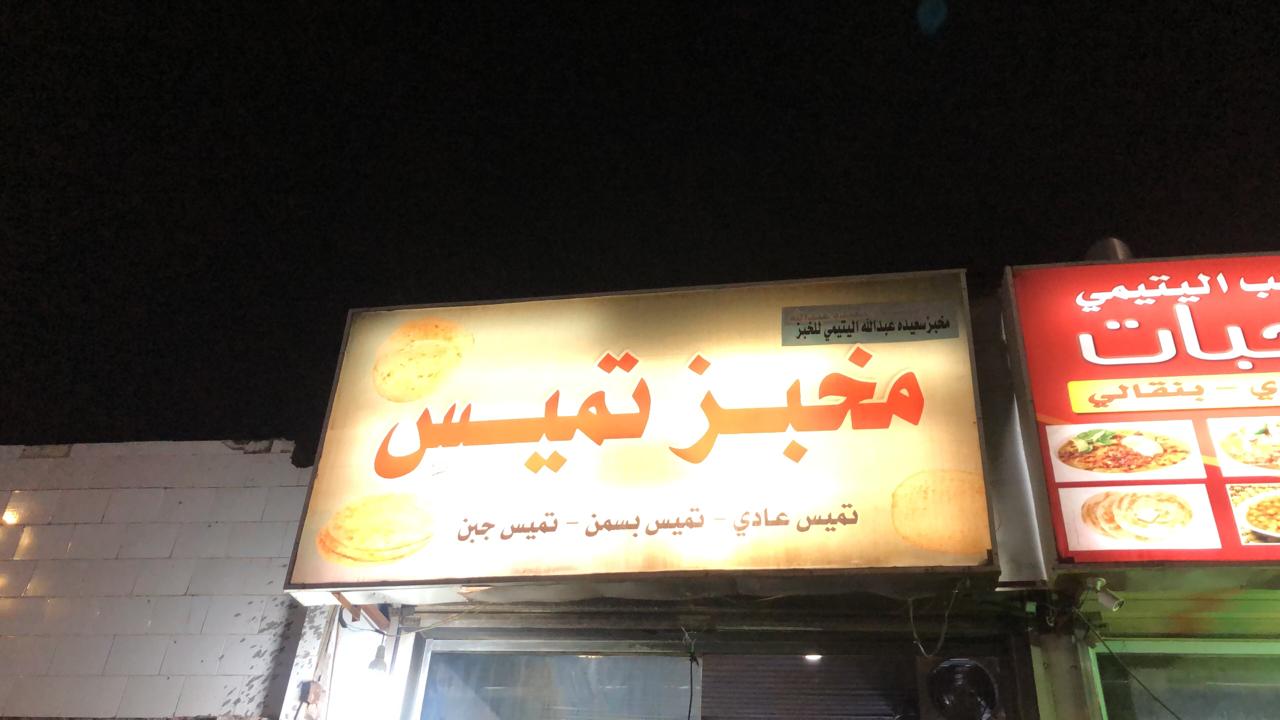 مخبز سعيده عبدالله اليتيمي للخبز
مخبز تميس
تميس عادي - تميس بسمن - تميس جبن
اليتيمي
ي - بنقالي